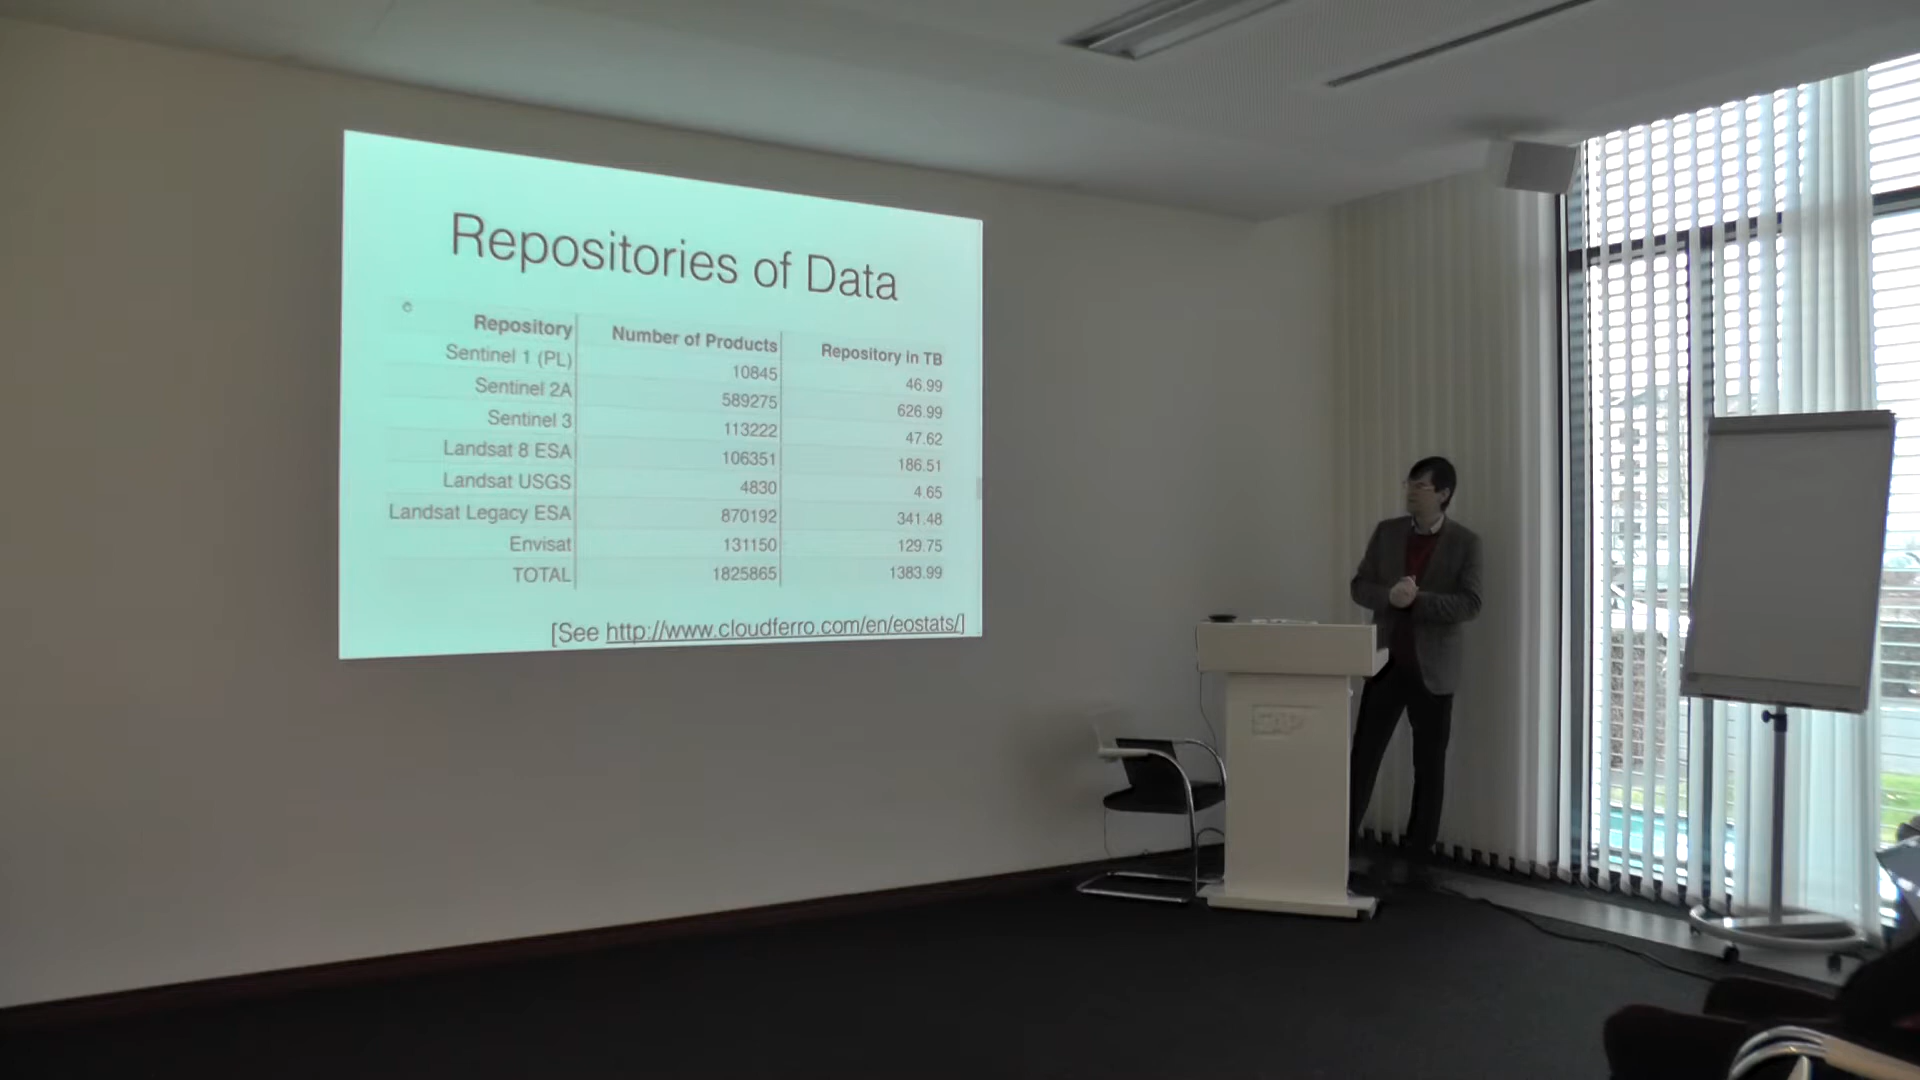 Repositories of Data
Repository Number of Products Repository in TB
Sentinel 1 (PL) 10845 46.99
Sentinel 2A 589275 626.99
Sentinel 3 113222 47.62
Landsat 8 ESA 106351 186.51
Landsat USGS 4830 4.65
Landsat Legacy ESA 870192 341.48
Envisat 131150 129.75
TOTAL 1825865 1383.99
[See http://www.cloudferro.com/en/eostats/]